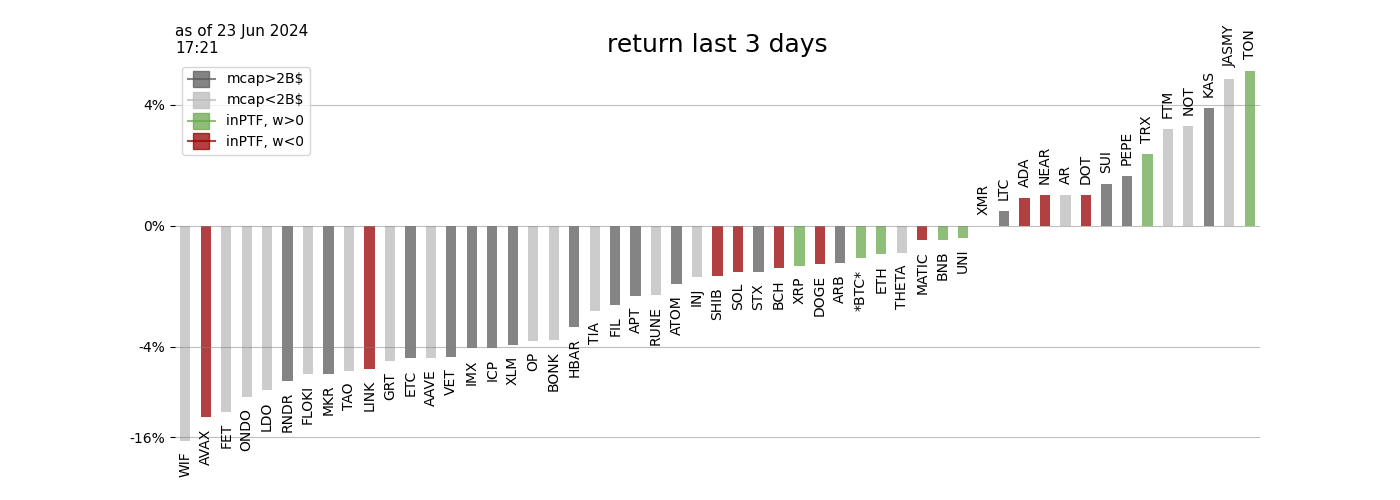 as of 23 Jun 2024
17:21
return last 3 days
mcap>2B$
mcap<2B$
inPTF, w>0
inPTF, w<0
4%
0%
-4%
-16%
WIF
AVAX
FET
ONDO
LDO
RNDR
FLOKI
MKR
TAO
LINK
GRT
ETC
AAVE
VET
IMX
ICP
XLM
OP
BONK
HBAR
TIA
FIL
APT
RUNE
ATOM
INJ
SHIB
SOL
STX
BCH
XRP
DOGE
ARB
*BTC*
ETH
THETA
MATIC
BNB
UNI
XMR
LTC
ADA
NEAR
AR
DOT
SUI
PEPE
TRX
FTM
NOT
KAS
JASMY
TON